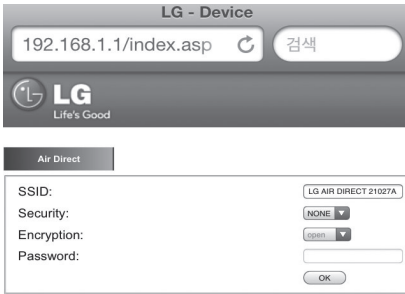 LG - Device
192.168.1.1/index.asp 검색
LG
Life's Good
Air Direct
SSID: LG AIR DIRECT 21027A
Security: NONE
Encryption: open
Password:
OK